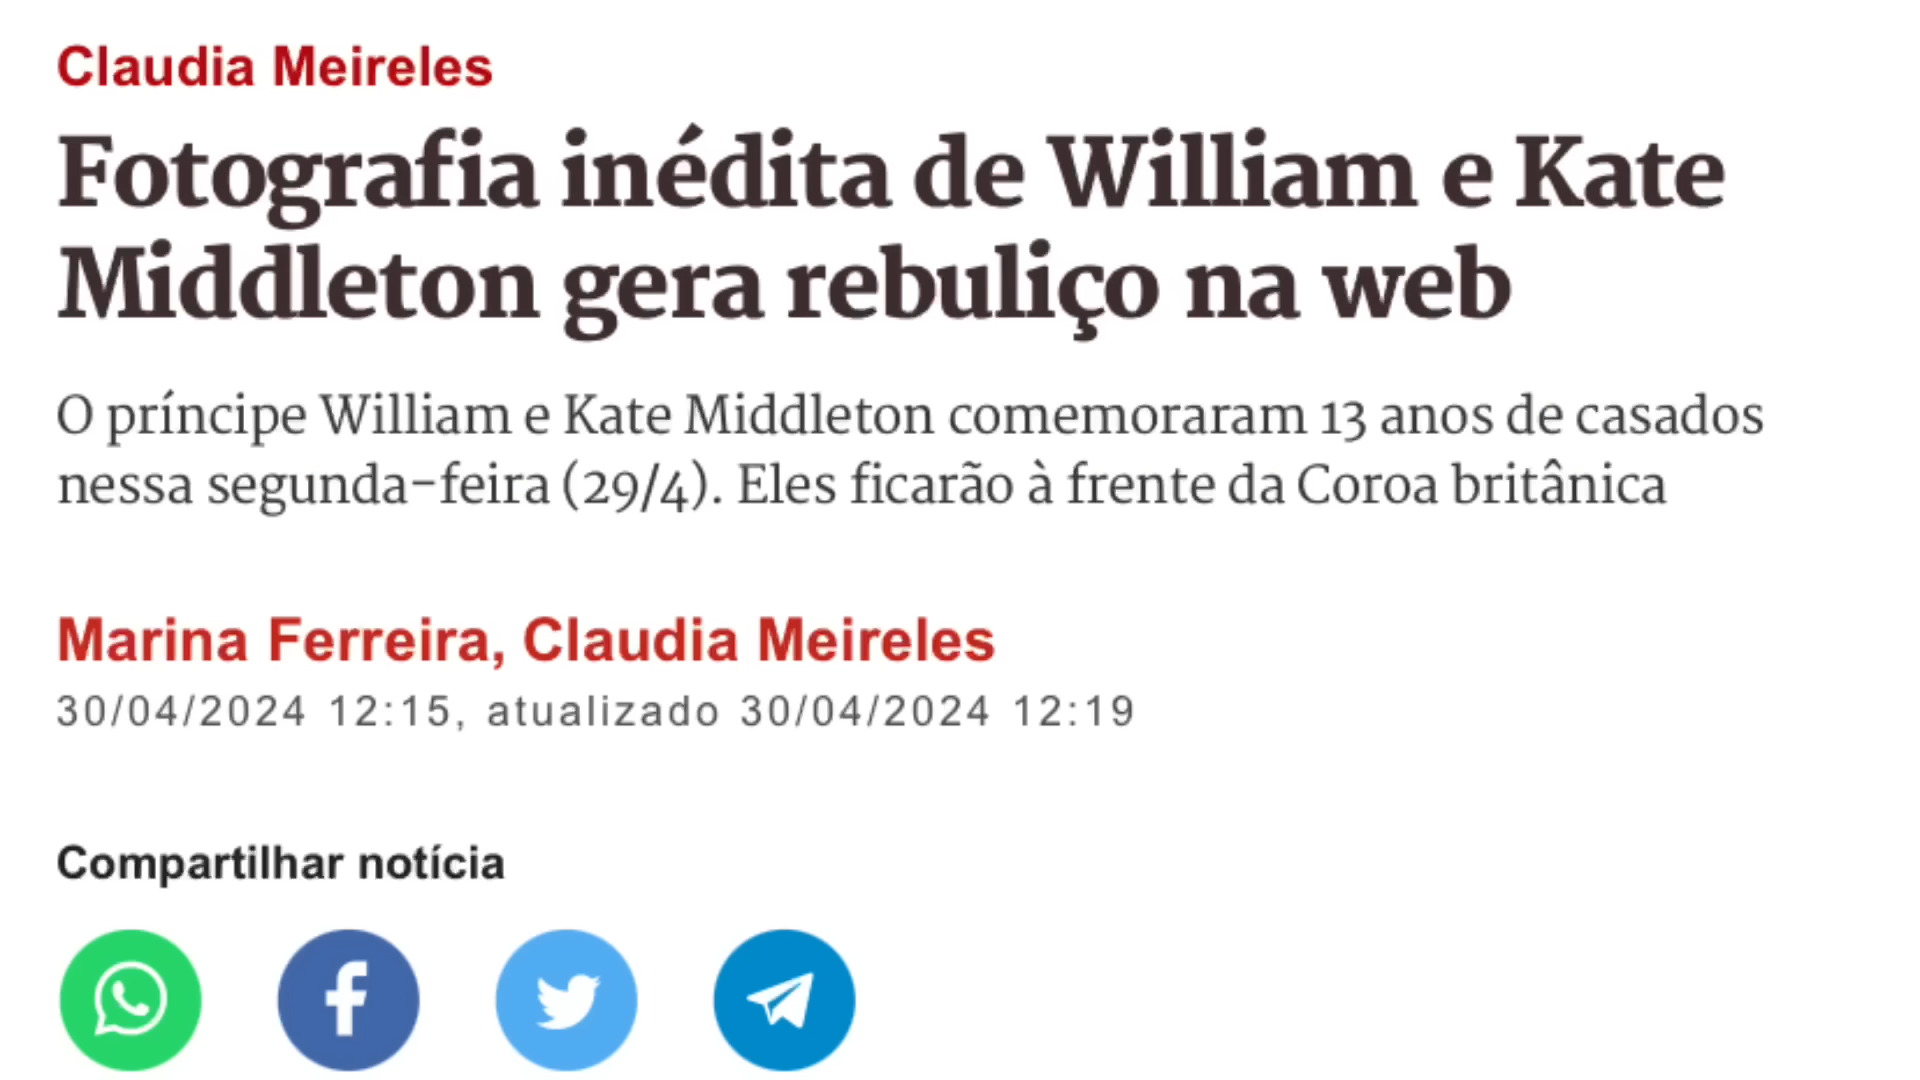 Claudia Meireles
Fotografia inédita de William e Kate
Middleton gera rebuliço na web
O príncipe William e Kate Middleton comemoraram 13 anos de casados
nessa segunda-feira (29/4). Eles ficarão à frente da Coroa britânica
Marina Ferreira, Claudia Meireles
30/04/2024 12:15, atualizado 30/04/2024 12:19
Compartilhar notícia